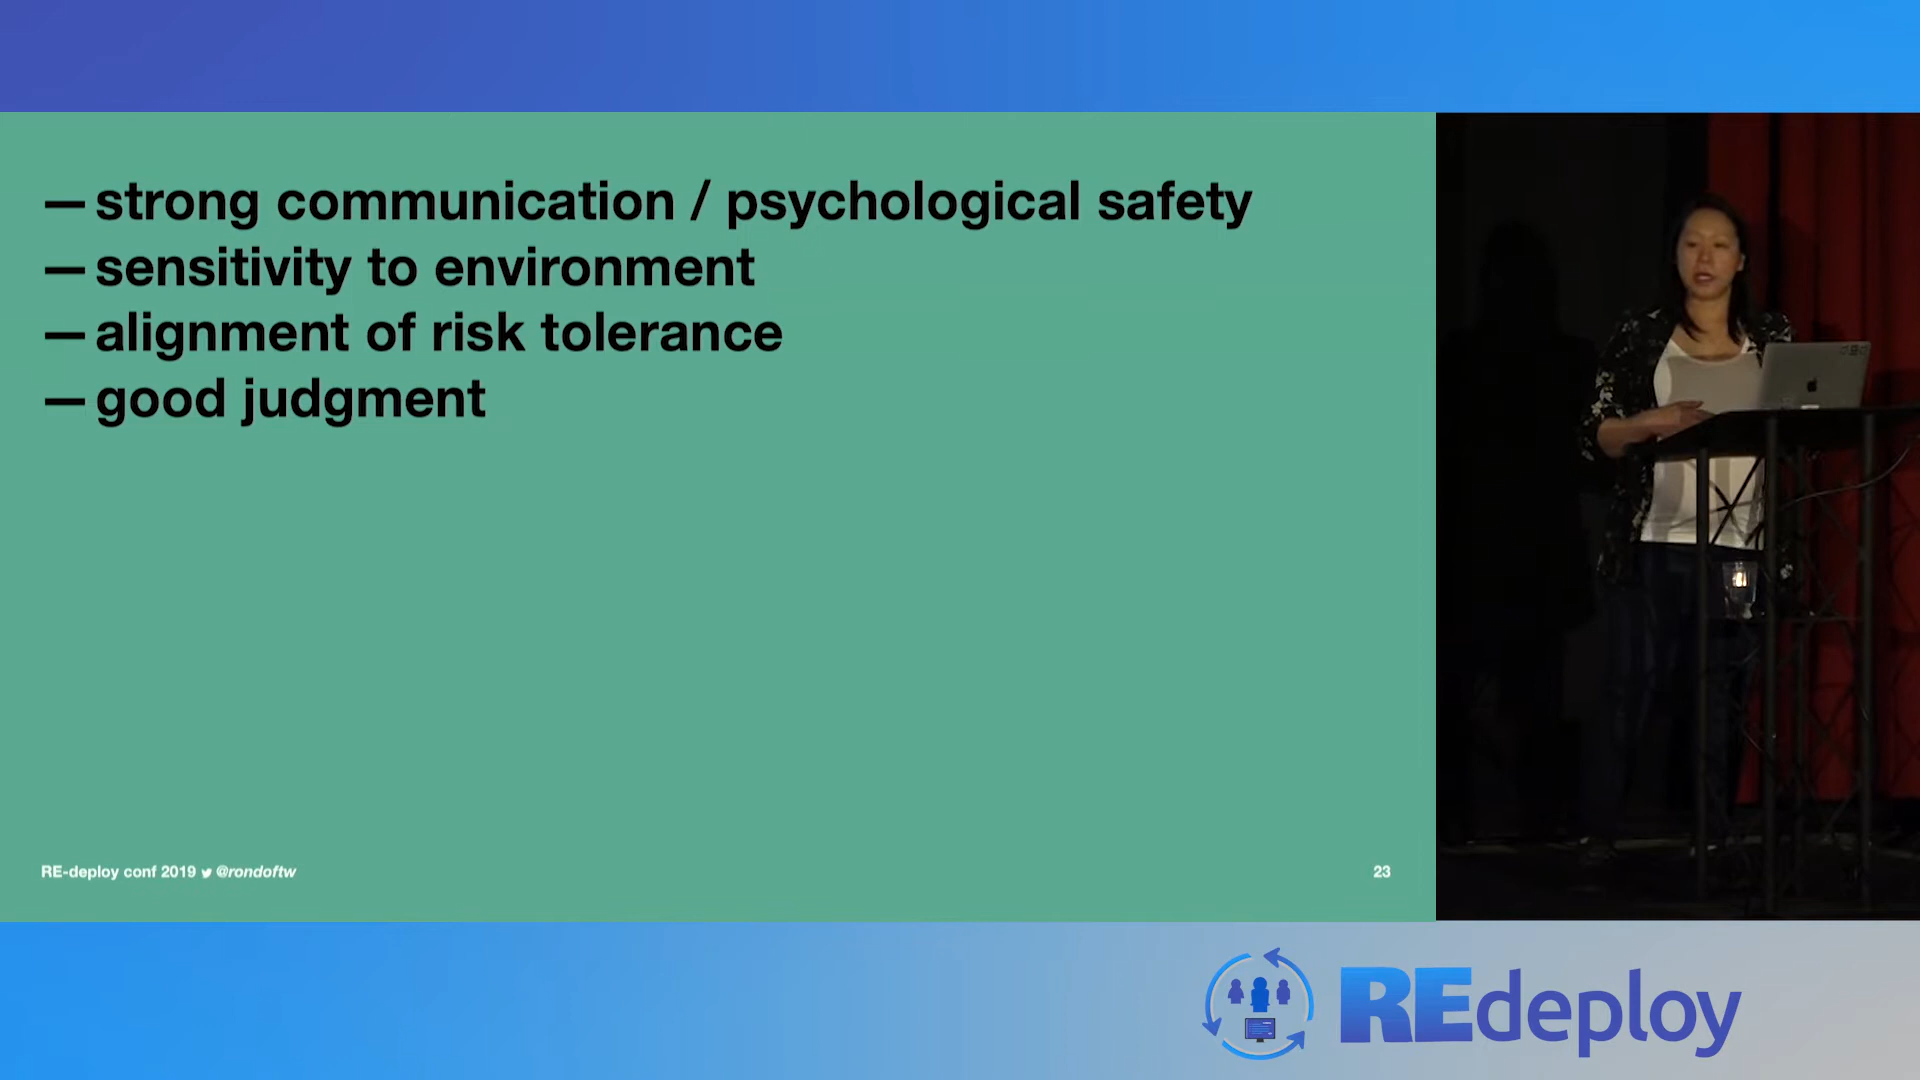 — strong communication / psychological safety
— sensitivity to environment
— alignment of risk tolerance
— good judgment
RE-deploy conf 2019 @rondoftw
23
REdeploy